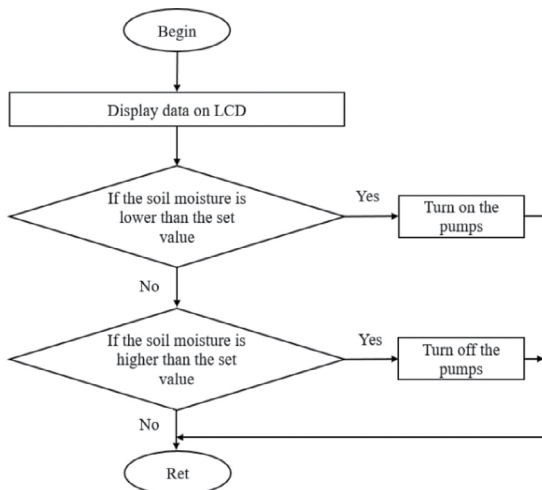 Begin
Display data on LCD
If the soil moisture is
lower than the set
value
Yes
Turn on the
pumps
No
If the soil moisture is
higher than the set
value
Yes
Turn off the
pumps
No
Ret